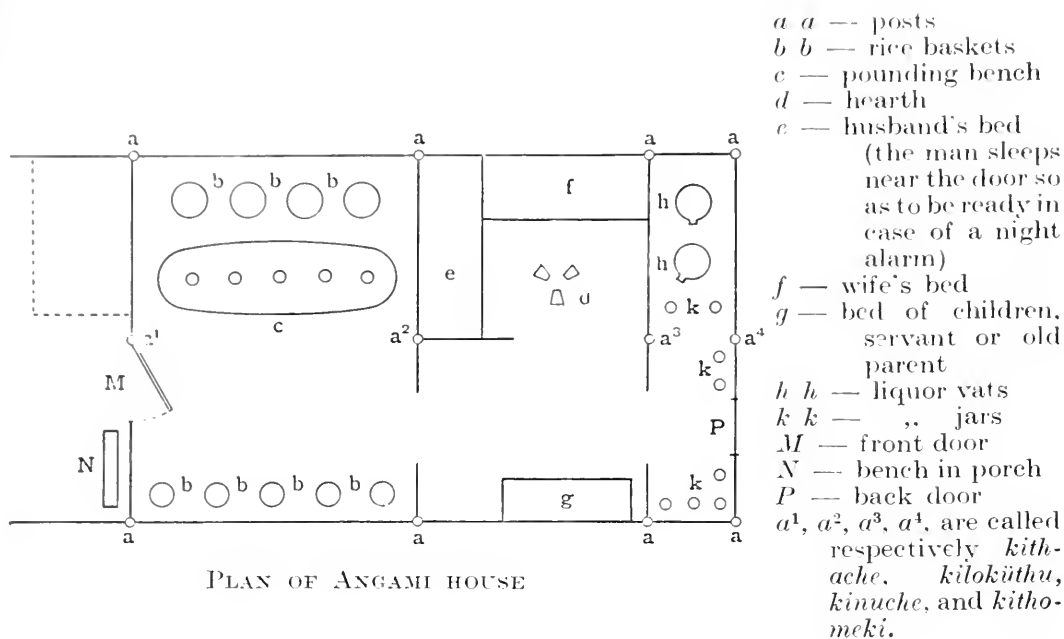 a a a a
b b b b
f
h
h
e
d
k
c
a¹ a² a³ a⁴
M
k
P
N
b b b b
k
g
a a a a
PLAN OF ANGAMI HOUSE
a a — posts
b b — rice baskets
c — pounding bench
d — hearth
e — husband's bed
(the man sleeps
near the door so
as to be ready in
case of a night
alarm)
f — wife's bed
g — bed of children,
servant or old
parent
h h — liquor vats
k k — ,, jars
M — front door
N — bench in porch
P — back door
a¹, a², a³, a⁴, are called
respectively kith-
ache, kiloküthu,
kinuche, and kitho-
meki.